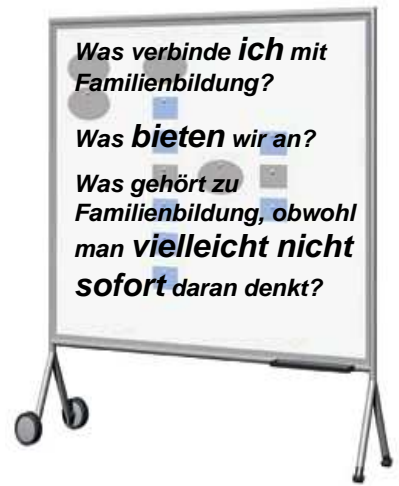 Was verbinde ich mit
Familienbildung?
Was bieten wir an?
Was gehört zu
Familienbildung, obwohl
man vielleicht nicht
sofort daran denkt?